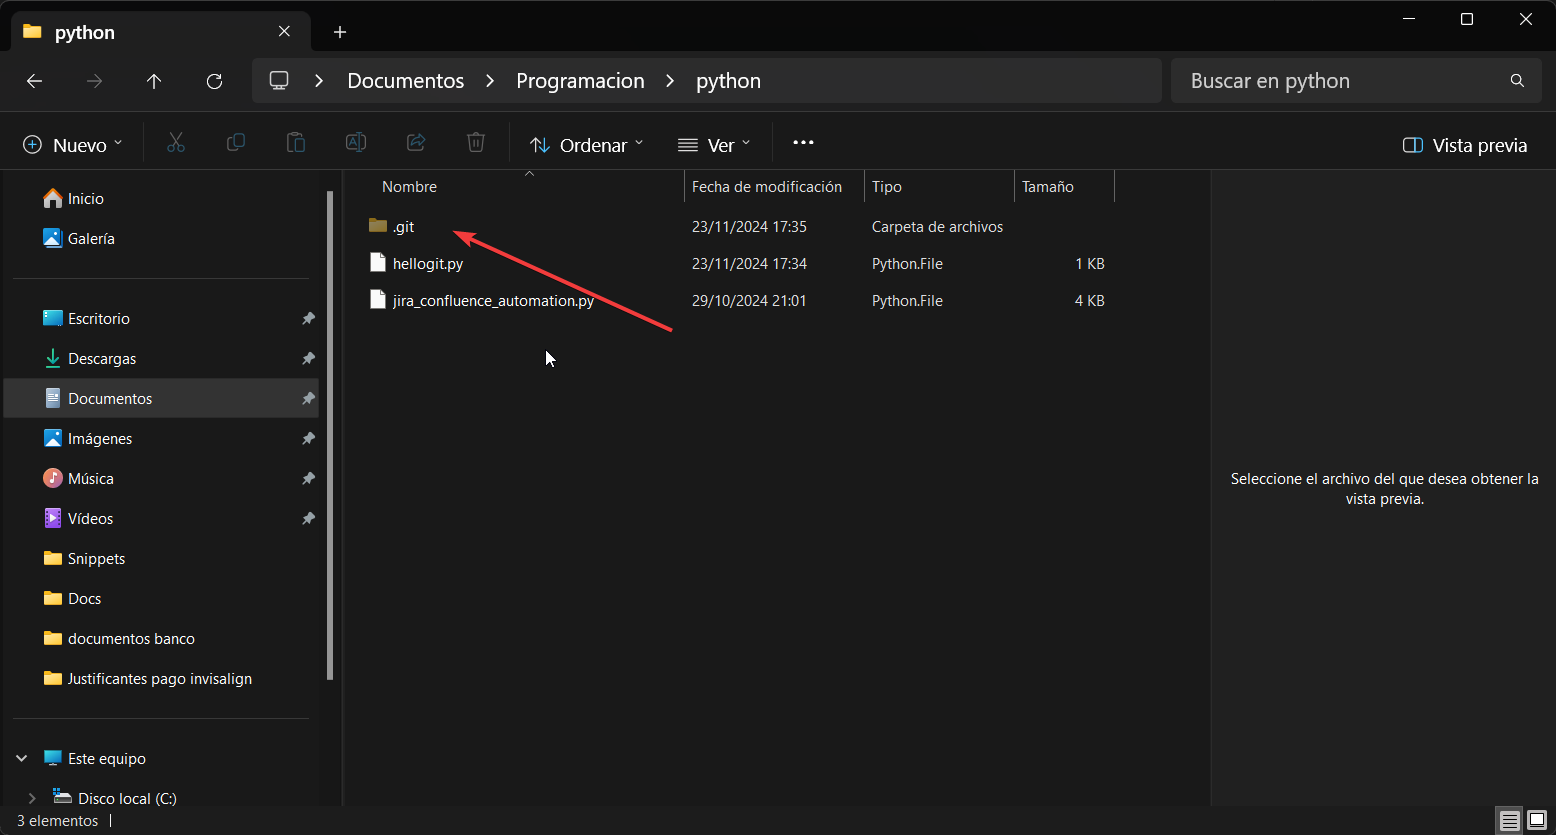 python
Documentos > Programacion > python
Buscar en python
Nuevo
Ordenar
Ver
Vista previa
Inicio
Galería
Escritorio
Descargas
Documentos
Imágenes
Música
Vídeos
Snippets
Docs
documentos banco
Justificantes pago invisalign
Este equipo
Disco local (C:)
Nombre Fecha de modificación Tipo Tamaño
.git 23/11/2024 17:35 Carpeta de archivos
hellogit.py 23/11/2024 17:34 Python.File 1 KB
jira_confluence_automation.py 29/10/2024 21:01 Python.File 4 KB
Seleccione el archivo del que desea obtener la
vista previa.
3 elementos